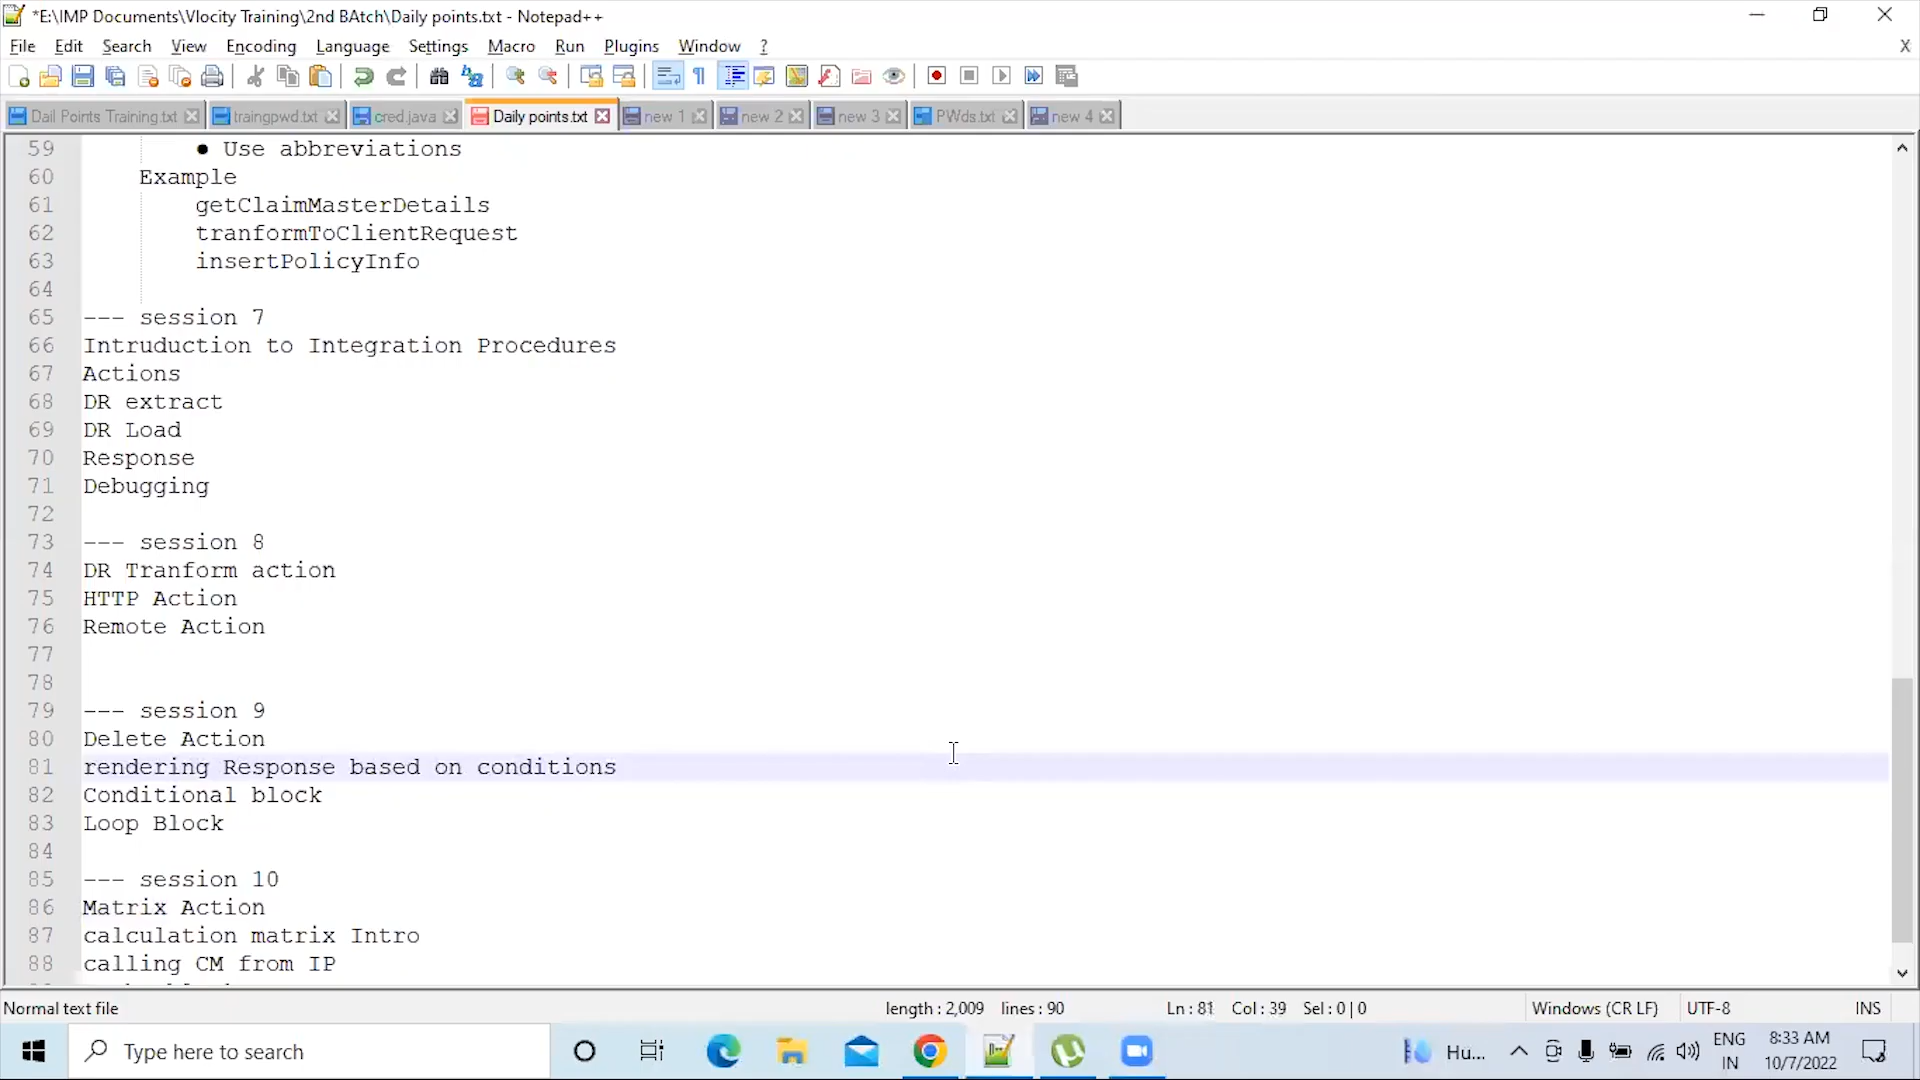 *E:\IMP Documents\Vlocity Training\2nd BAtch\Daily points.txt - Notepad++
File Edit Search View Encoding Language Settings Macro Run Plugins Window ? X
Dail Points Training.txt traingpwd.txt cred.java Daily points.txt new 1 new 2 new 3 PWds.txt new 4
59 ● Use abbreviations
60 Example
61 getClaimMasterDetails
62 tranformToClientRequest
63 insertPolicyInfo
64
65 --- session 7
66 Intruduction to Integration Procedures
67 Actions
68 DR extract
69 DR Load
70 Response
71 Debugging
72
73 --- session 8
74 DR Tranform action
75 HTTP Action
76 Remote Action
77
78
79 --- session 9
80 Delete Action
81 rendering Response based on conditions
82 Conditional block
83 Loop Block
84
85 --- session 10
86 Matrix Action
87 calculation matrix Intro
88 calling CM from IP
Normal text file length : 2,009 lines : 90 Ln : 81 Col : 39 Sel : 0 | 0 Windows (CR LF) UTF-8 INS
Type here to search Hu... ENG IN 8:33 AM 10/7/2022